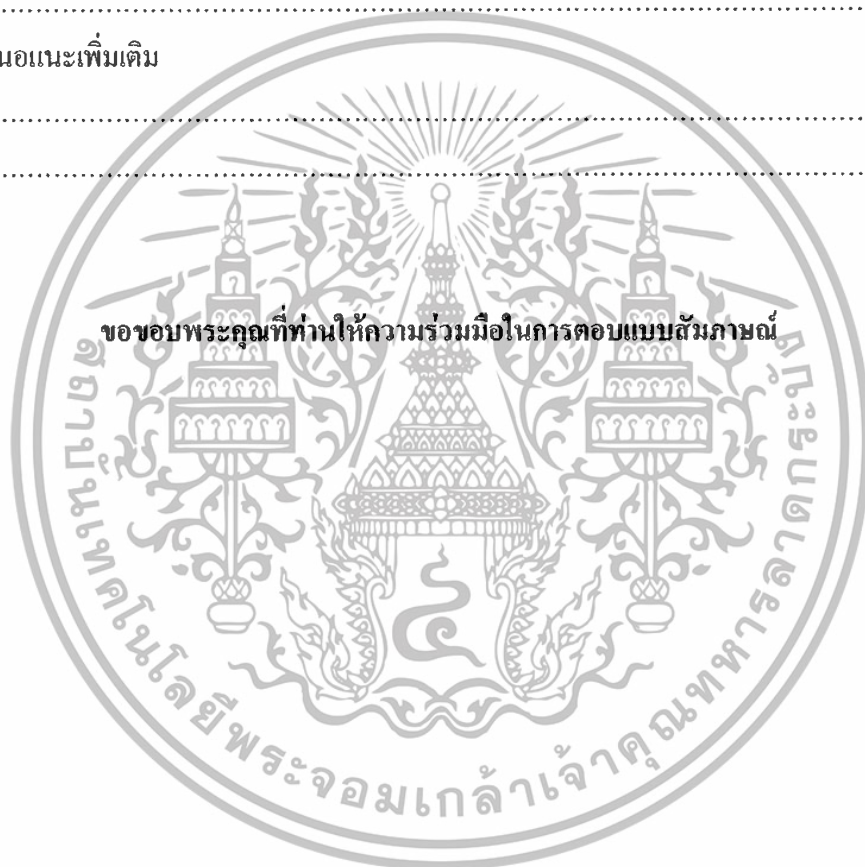 นอแนะเพิ่มเติม
ขอขอบพระคุณที่ท่านให้ความร่วมมือในการตอบแบบสัมภาษณ์
สถาบันเทคโนโลยีพระจอมเกล้าเจ้าคุณทหารลาดกระบัง
๔